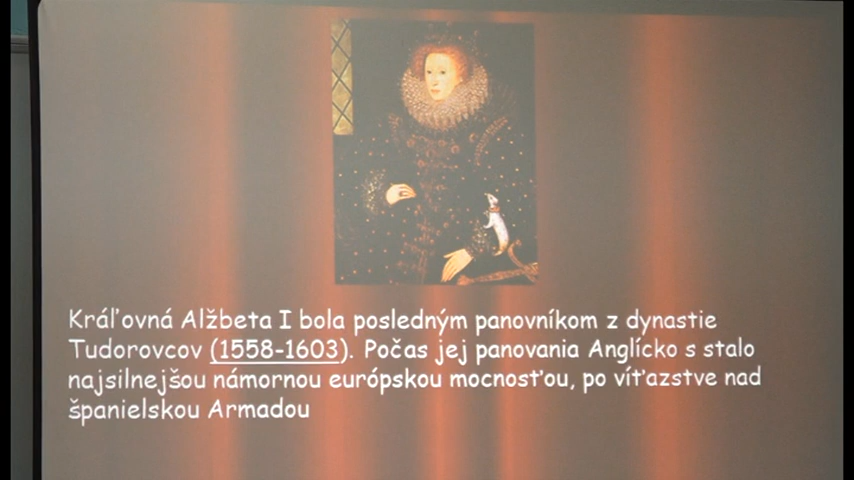 Kráľovná Alžbeta I bola posledným panovníkom z dynastie
Tudorovcov (1558-1603). Počas jej panovania Anglícko s stalo
najsilnejšou námornou európskou mocnosťou, po víťazstve nad
španielskou Armadou